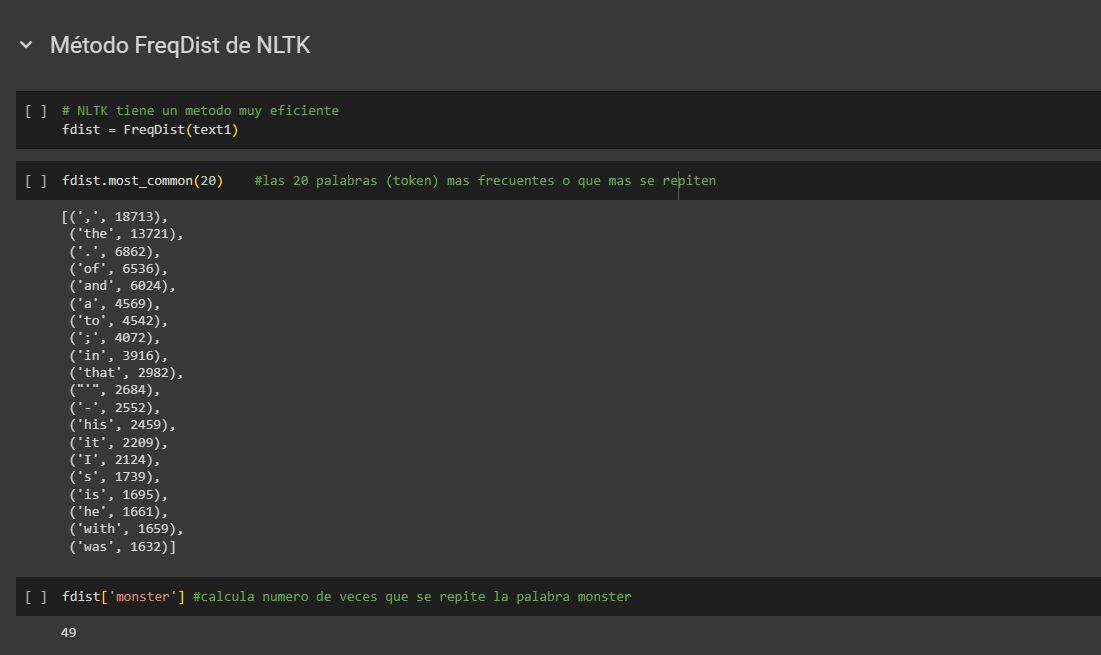 Método FreqDist de NLTK
[ ] # NLTK tiene un metodo muy eficiente
fdist = FreqDist(text1)
[ ] fdist.most_common(20)    #las 20 palabras (token) mas frecuentes o que mas se repiten
[(',', 18713),
 ('the', 13721),
 ('.', 6862),
 ('of', 6536),
 ('and', 6024),
 ('a', 4569),
 ('to', 4542),
 (';', 4072),
 ('in', 3916),
 ('that', 2982),
 ("'", 2684),
 ('-', 2552),
 ('his', 2459),
 ('it', 2209),
 ('I', 2124),
 ('s', 1739),
 ('is', 1695),
 ('he', 1661),
 ('with', 1659),
 ('was', 1632)]
[ ] fdist['monster'] #calcula numero de veces que se repite la palabra monster
49